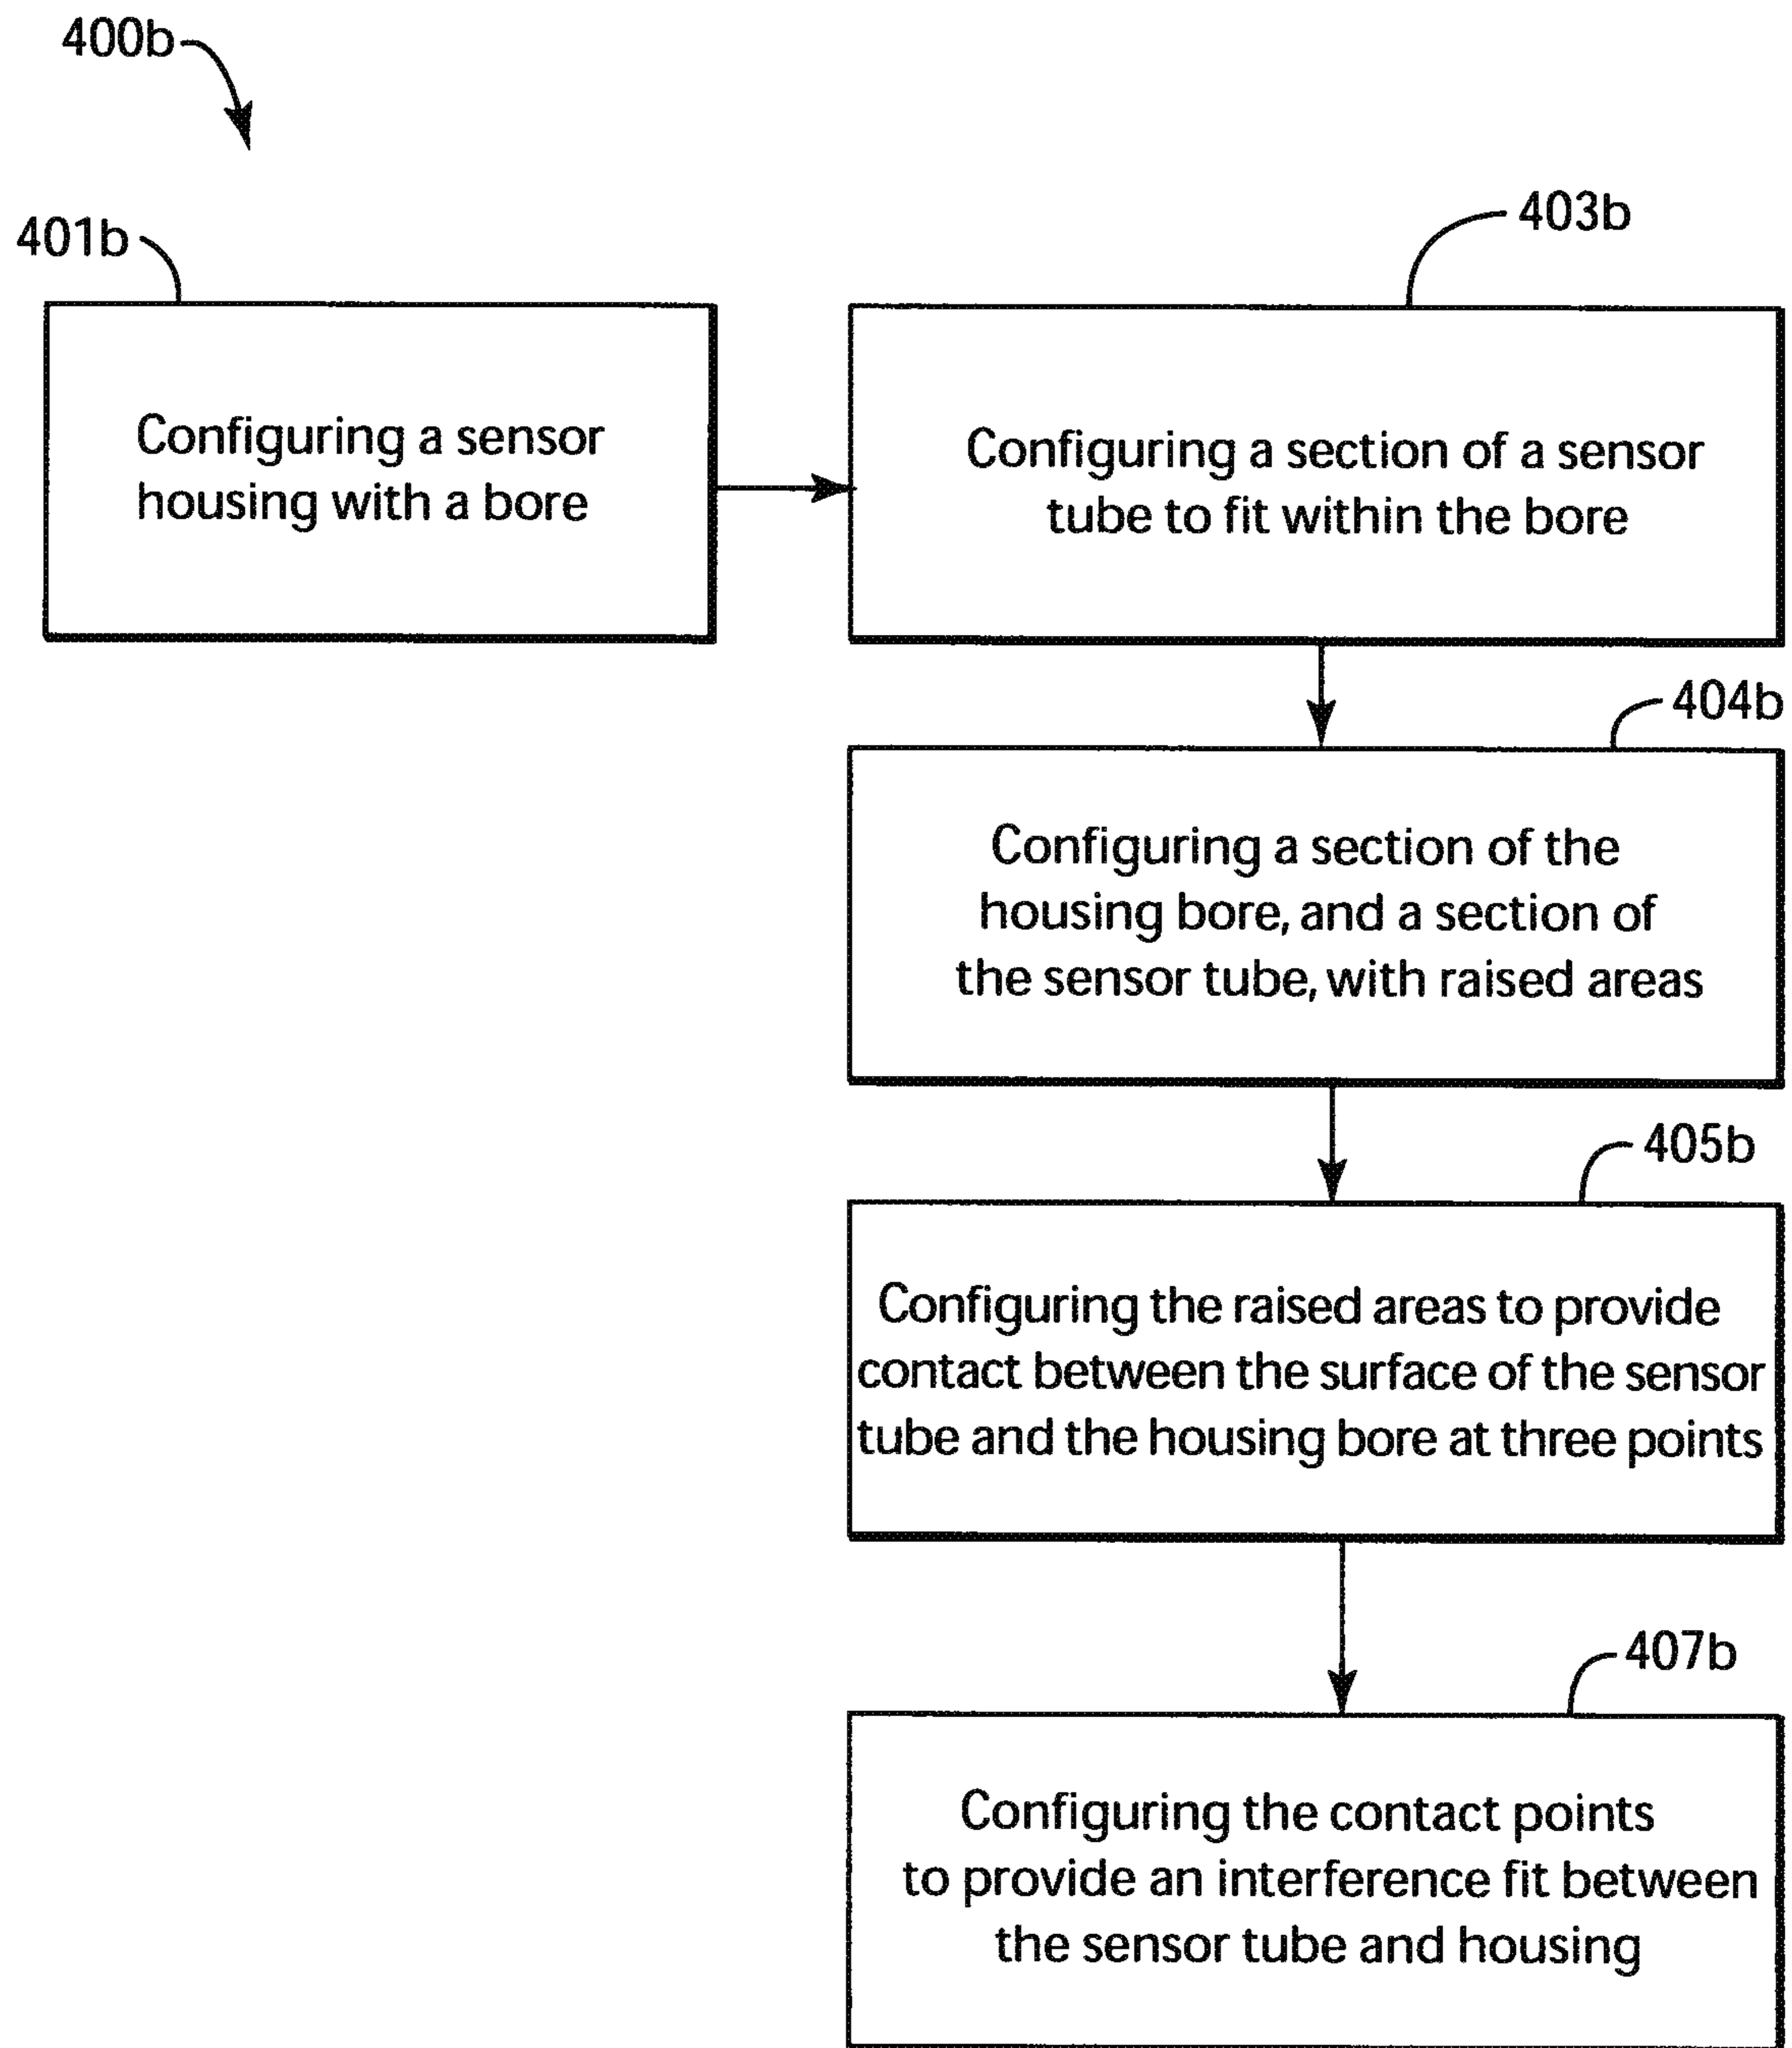 400b
401b
403b
Configuring a sensor
housing with a bore
Configuring a section of a sensor
tube to fit within the bore
404b
Configuring a section of the
housing bore, and a section of
the sensor tube, with raised areas
405b
Configuring the raised areas to provide
contact between the surface of the sensor
tube and the housing bore at three points
407b
Configuring the contact points
to provide an interference fit between
the sensor tube and housing